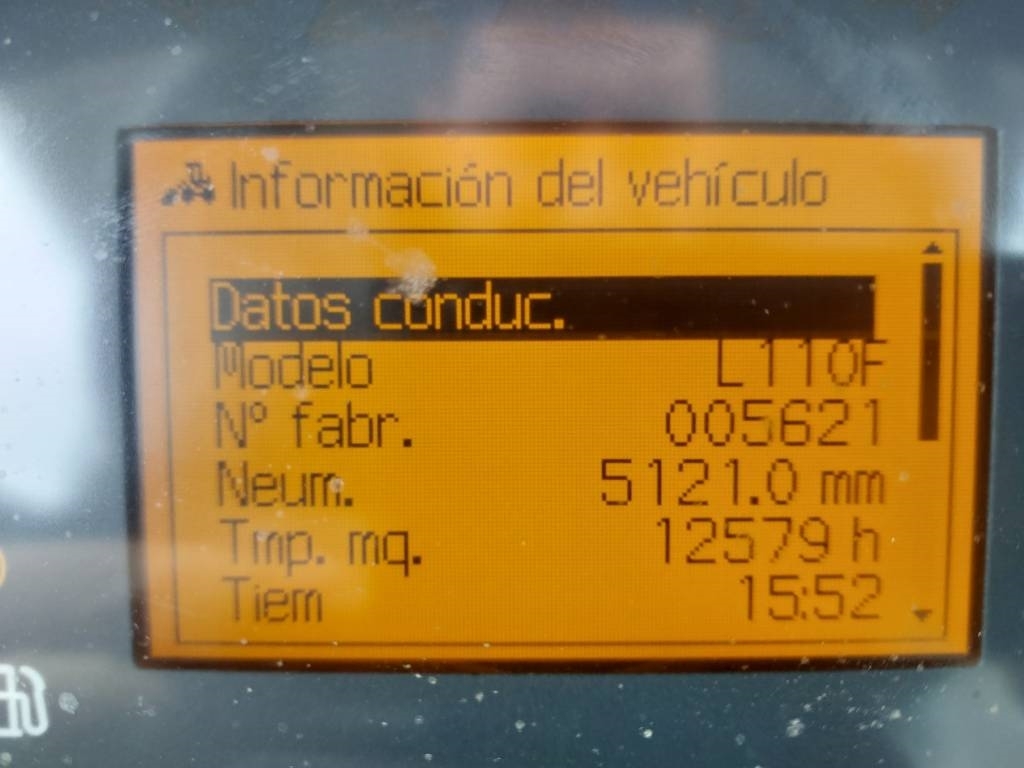 Información del vehículo
Datos conduc.
Modelo L110F
Nº fabr. 005621
Neum. 5121.0 mm
Tmp. mq. 12579 h
Tiem 15:52